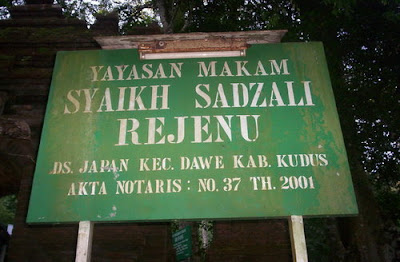 YAYASAN MAKAM
SYAIKH SADZALI
REJENU
DS. JAPAN KEC. DAWE KAB. KUDUS
AKTA NOTARIS : NO. 37 TH. 2001